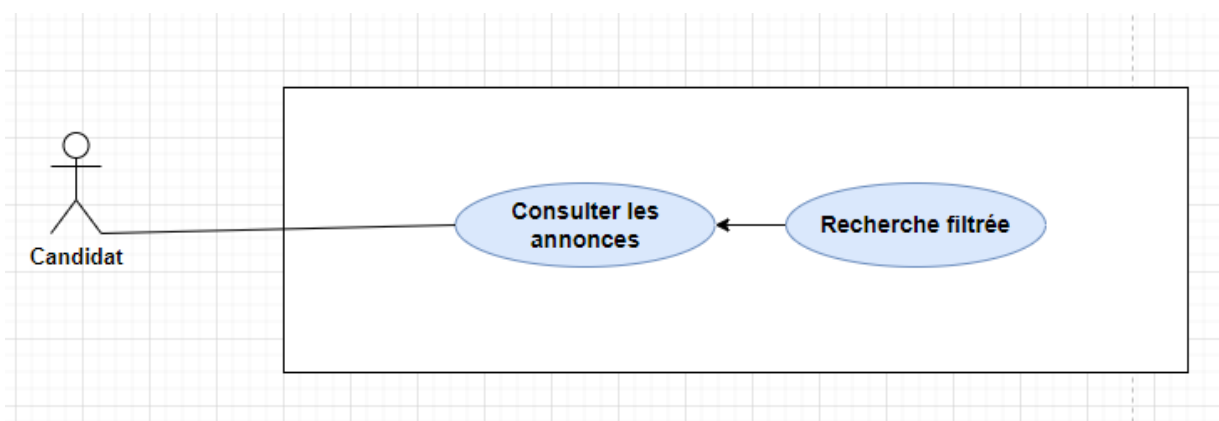 Candidat
Consulter les
annonces
Recherche filtrée